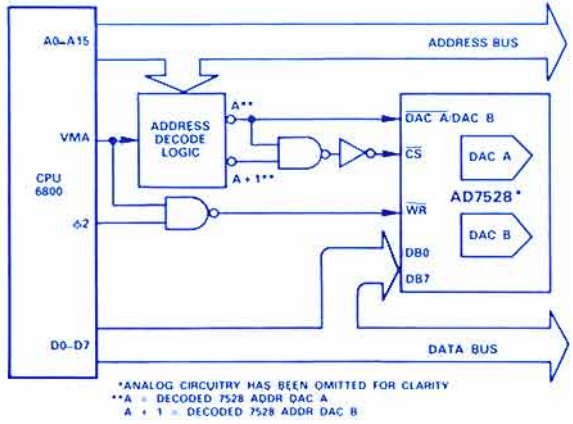 A0–A15
ADDRESS BUS
A**
VMA
ADDRESS
DECODE
LOGIC
DAC A/DAC B
CS
DAC A
A + 1**
CPU
6800
AD7528*
ϕ2
WR
DAC B
DB0
DB7
D0–D7
DATA BUS
*ANALOG CIRCUITRY HAS BEEN OMITTED FOR CLARITY
**A = DECODED 7528 ADDR DAC A
A + 1 = DECODED 7528 ADDR DAC B